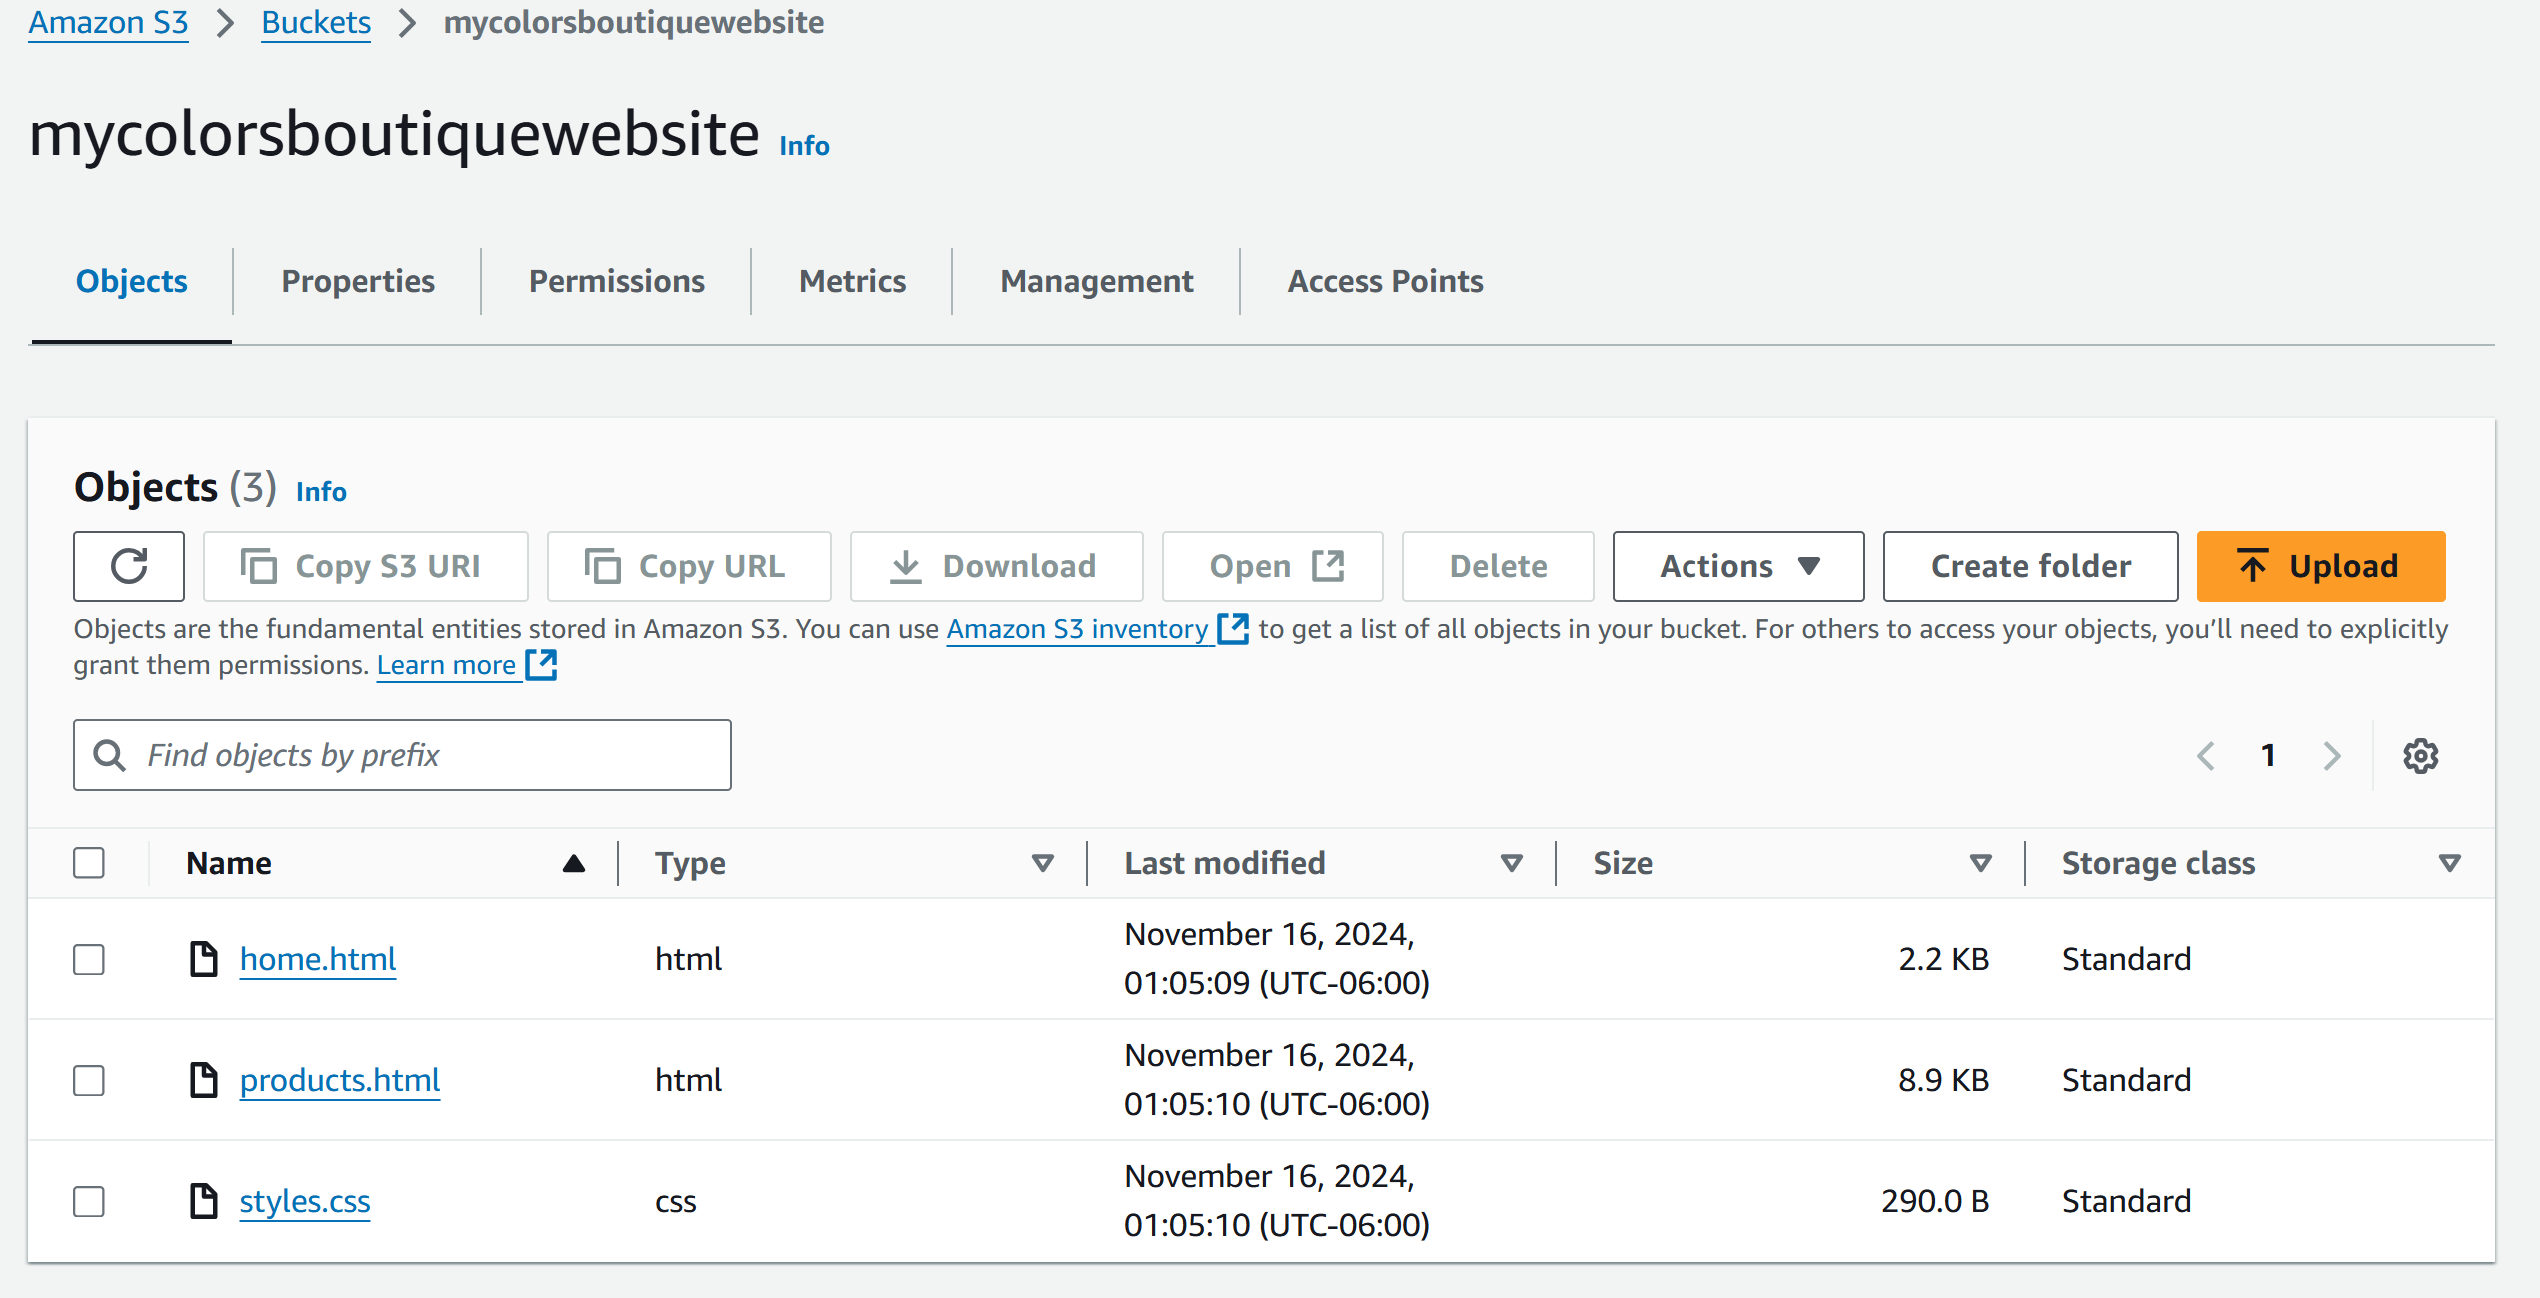 Amazon S3 > Buckets > mycolorsboutiquewebsite
mycolorsboutiquewebsite Info
Objects Properties Permissions Metrics Management Access Points
Objects (3) Info
Copy S3 URI Copy URL Download Open Delete Actions Create folder Upload
Objects are the fundamental entities stored in Amazon S3. You can use Amazon S3 inventory to get a list of all objects in your bucket. For others to access your objects, you’ll need to explicitly
grant them permissions. Learn more
Find objects by prefix
1
Name Type Last modified Size Storage class
home.html html November 16, 2024, 01:05:09 (UTC-06:00) 2.2 KB Standard
products.html html November 16, 2024, 01:05:10 (UTC-06:00) 8.9 KB Standard
styles.css css November 16, 2024, 01:05:10 (UTC-06:00) 290.0 B Standard